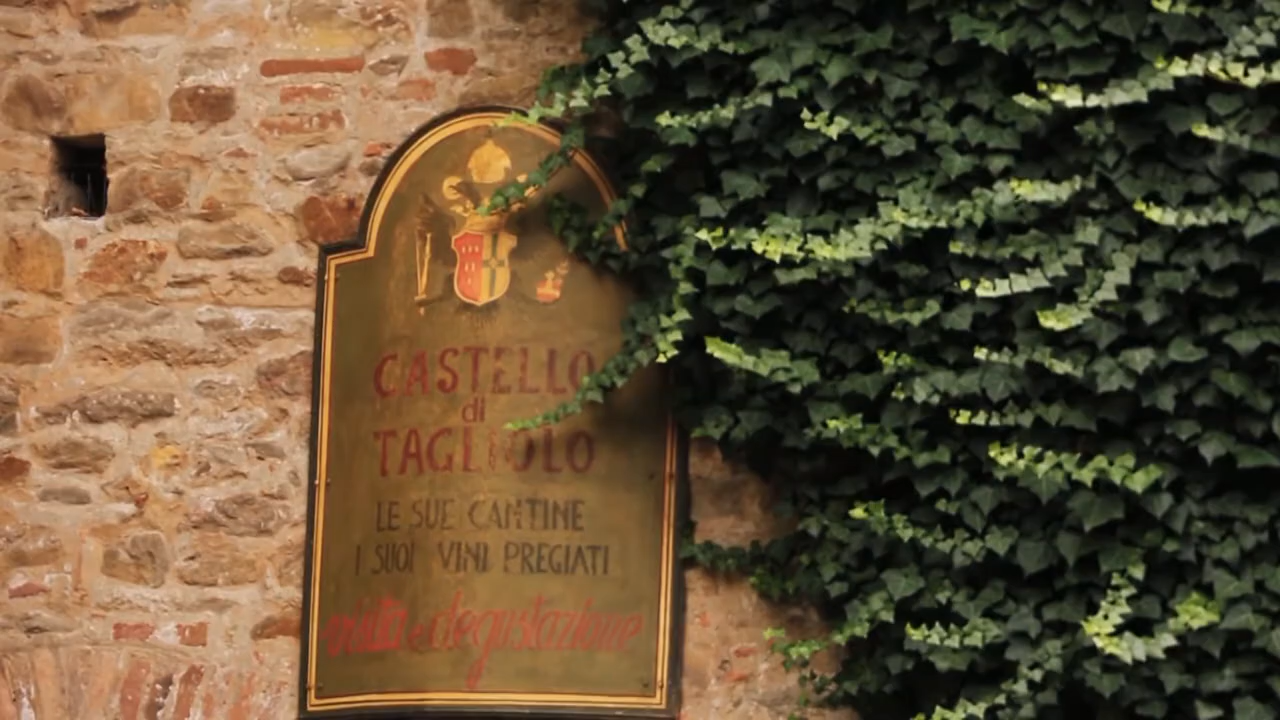 CASTELLO
di
TAGLIOLO
LE SUE CANTINE
I SUOI VINI PREGIATI
visita e degustazione